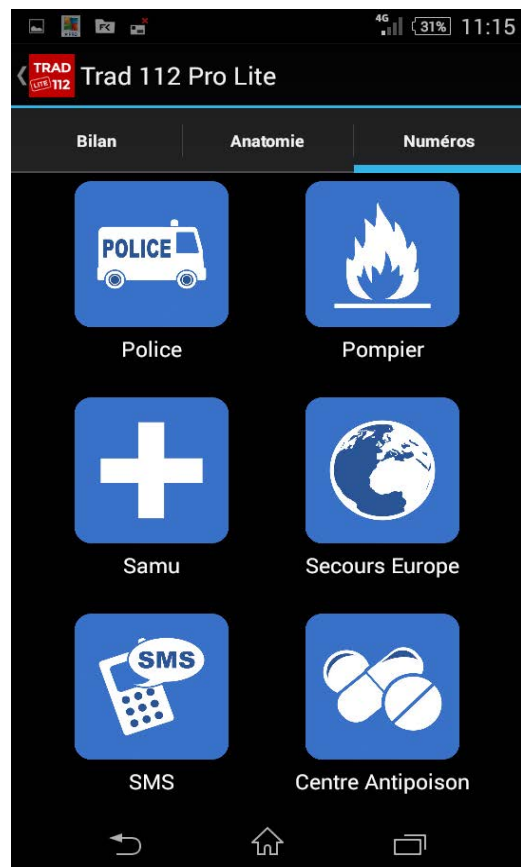 4G 31% 11:15
TRAD LITE 112 Trad 112 Pro Lite
Bilan Anatomie Numéros
POLICE
Police Pompier
Samu Secours Europe
SMS
SMS Centre Antipoison